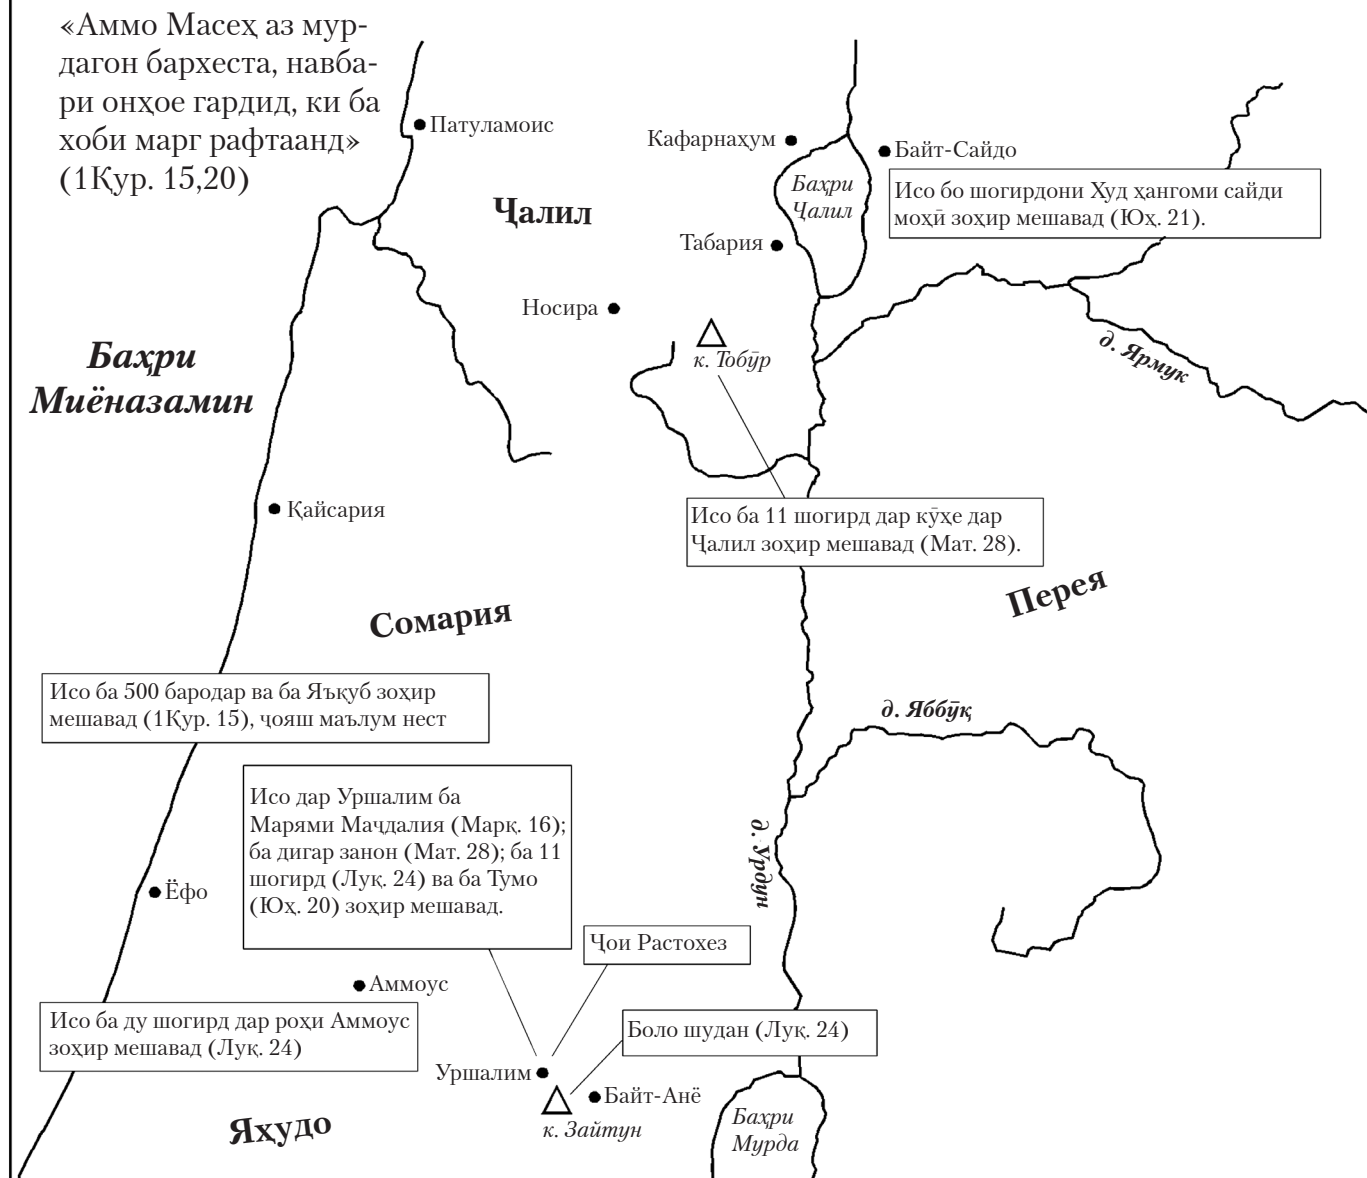 «Аммо Масеҳ аз мур-
дагон бархеста, навба-
ри онҳое гардид, ки ба
хоби марг рафтаанд»
(1Қур. 15,20)
Патуламоис
Кафарнаҳум
Байт-Сайдо
Баҳри
Ҷалил
Исо бо шогирдони Худ ҳангоми сайди
моҳӣ зоҳир мешавад (Юҳ. 21).
Ҷалил
Табария
Носира
к. Тобӯр
д. Ярмук
Баҳри
Миёназамин
Қайсария
Исо ба 11 шогирд дар кӯҳе дар
Ҷалил зоҳир мешавад (Мат. 28).
Перея
Сомария
Исо ба 500 бародар ва ба Яъқуб зоҳир
мешавад (1Қур. 15), ҷояш маълум нест
д. Яббӯқ
Исо дар Уршалим ба
Марями Маҷдалия (Марқ. 16);
ба дигар занон (Мат. 28); ба 11
шогирд (Луқ. 24) ва ба Тумо
(Юҳ. 20) зоҳир мешавад.
д. Урдун
Ёфо
Ҷои Растохез
Аммоус
Исо ба ду шогирд дар роҳи Аммоус
зоҳир мешавад (Луқ. 24)
Боло шудан (Луқ. 24)
Уршалим
Байт-Анё
к. Зайтун
Яҳудо
Баҳри
Мурда